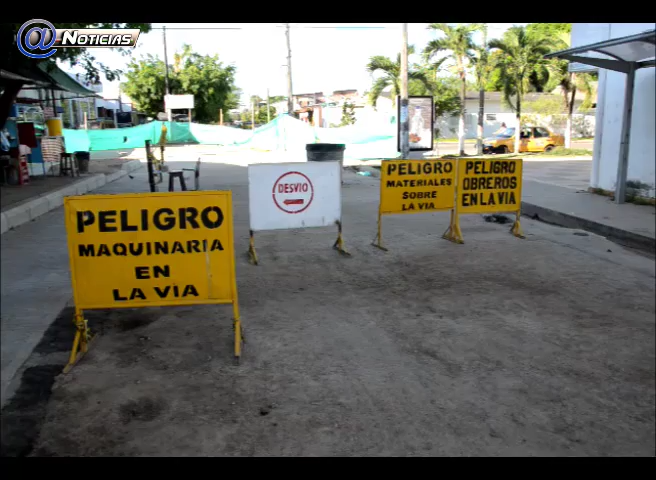 @ NOTICIAS
PELIGRO
MAQUINARIA
EN
LA VIA
DESVIO
PELIGRO
MATERIALES
SOBRE
LA VIA
PELIGRO
OBREROS
EN LA VIA